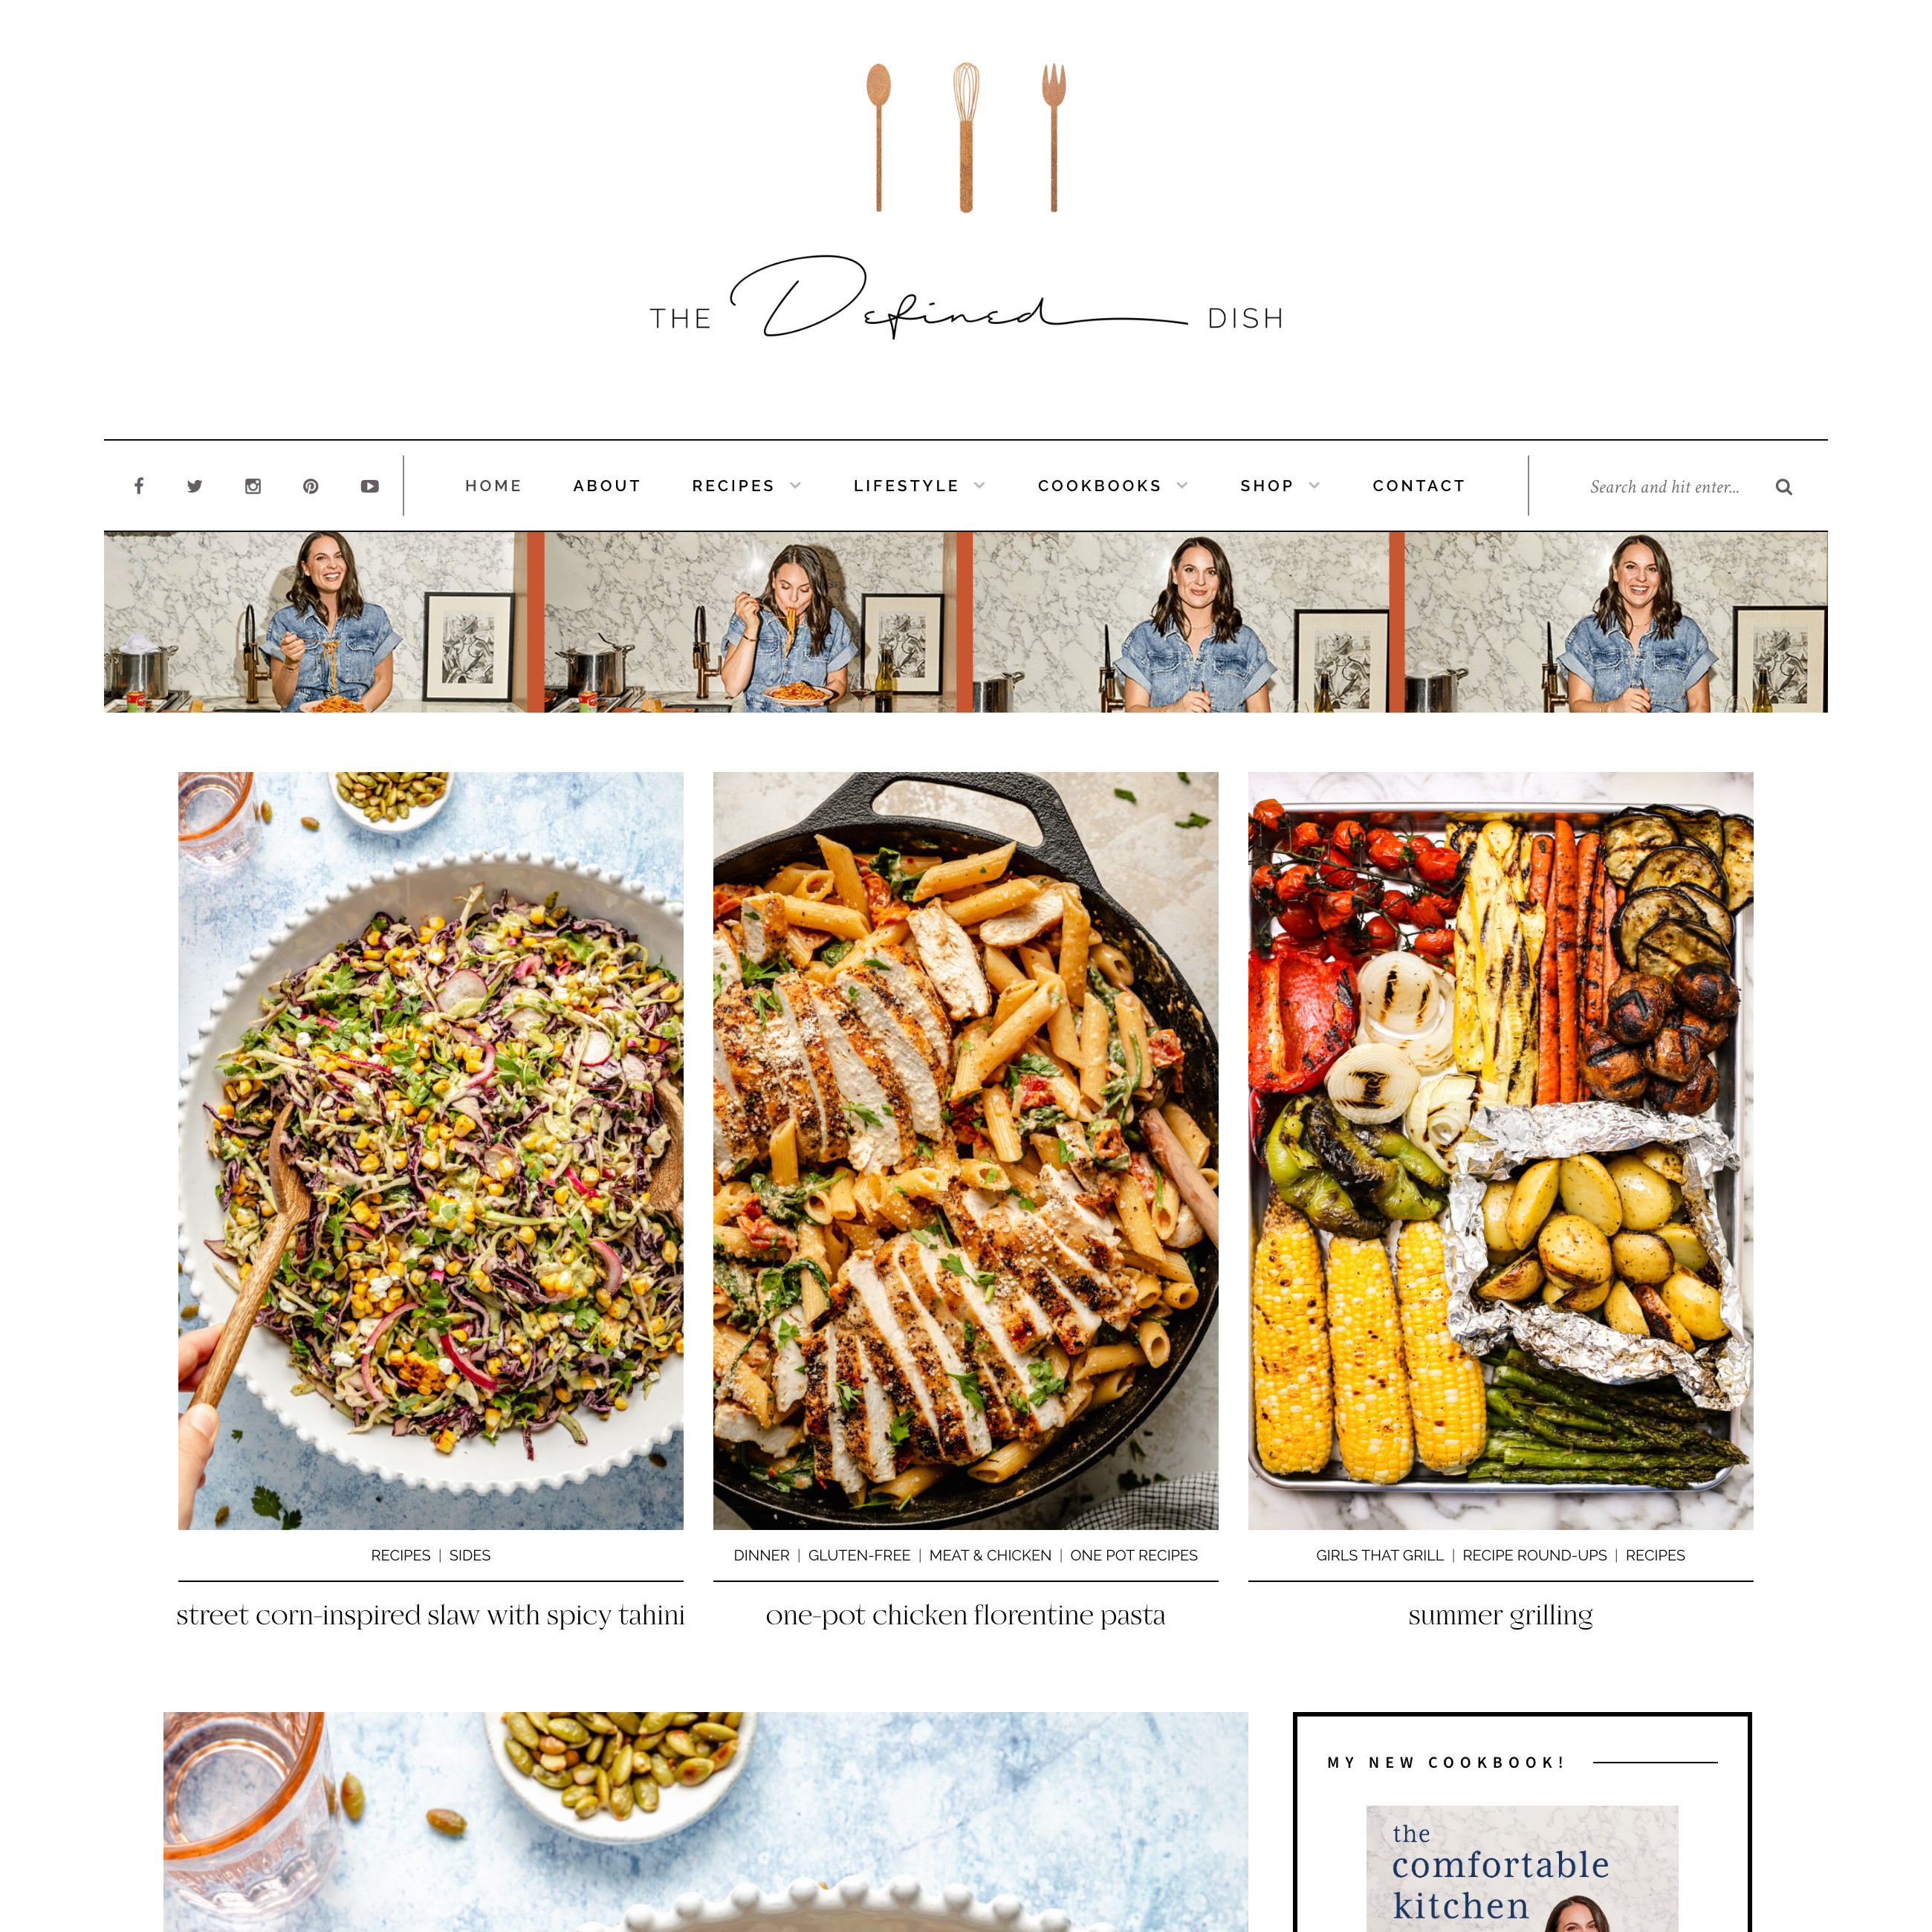 THE Defined DISH
HOME ABOUT RECIPES LIFESTYLE COOKBOOKS SHOP CONTACT Search and hit enter...
RECIPES | SIDES
street corn-inspired slaw with spicy tahini
DINNER | GLUTEN-FREE | MEAT & CHICKEN | ONE POT RECIPES
one-pot chicken florentine pasta
GIRLS THAT GRILL | RECIPE ROUND-UPS | RECIPES
summer grilling
MY NEW COOKBOOK!
the
comfortable
kitchen